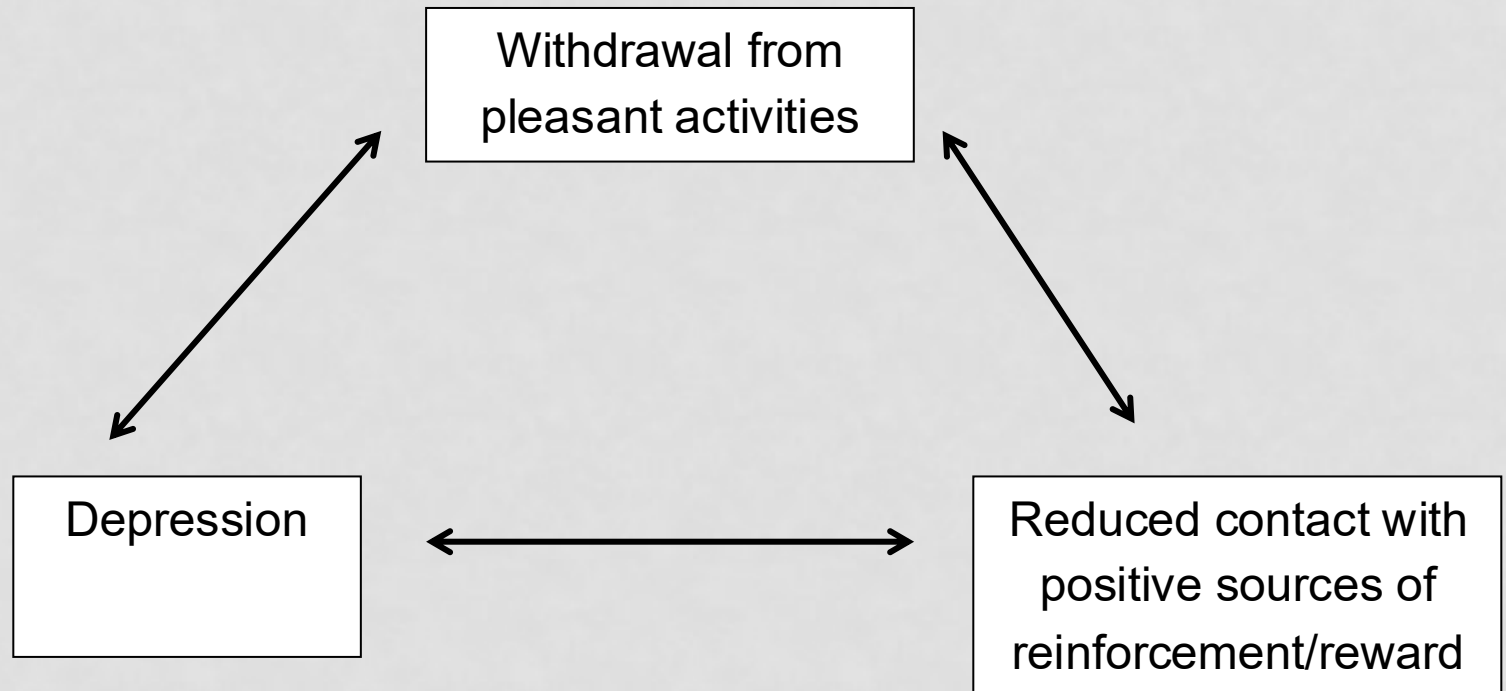 Withdrawal from
pleasant activities
Depression
Reduced contact with
positive sources of
reinforcement/reward